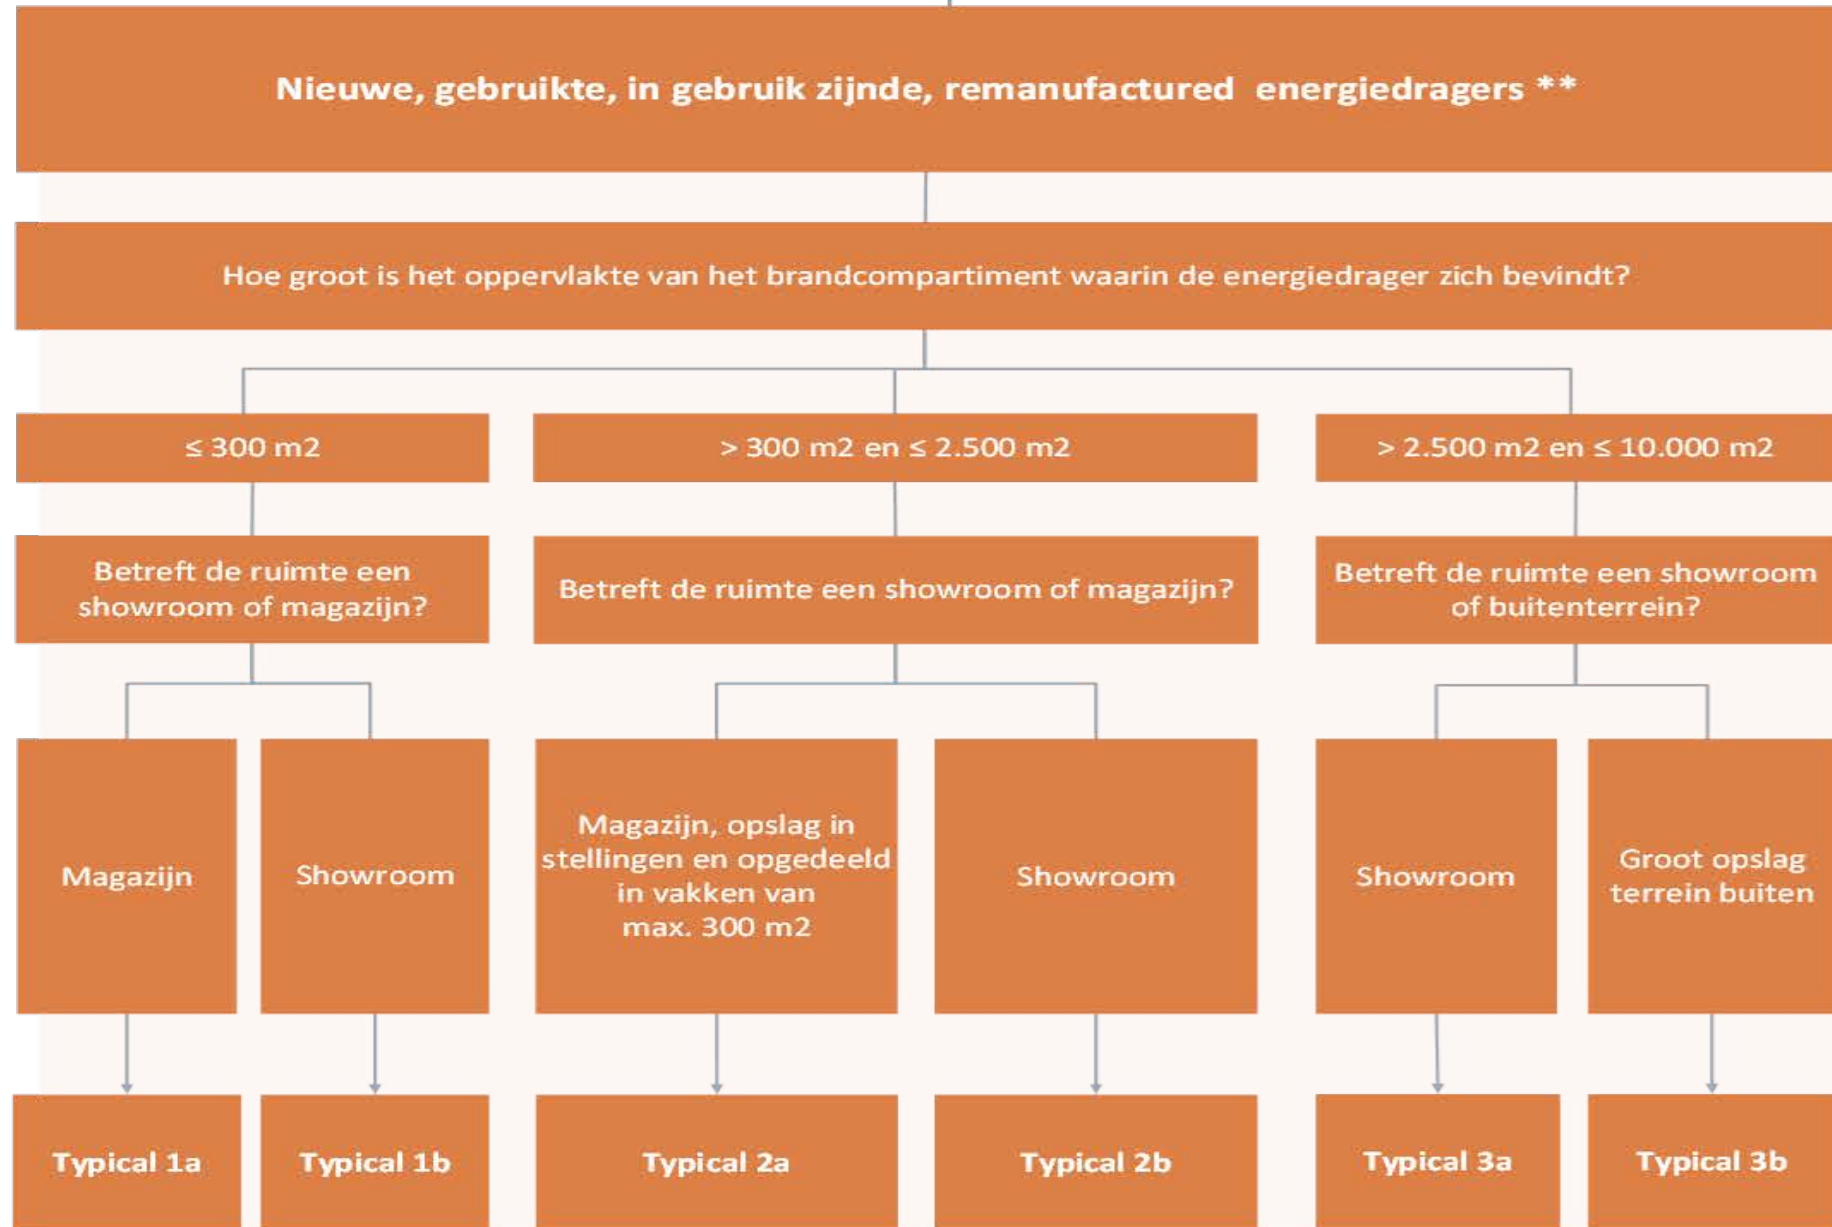 Nieuwe, gebruikte, in gebruik zijnde, remanufactured energiedragers **
Hoe groot is het oppervlakte van het brandcompartiment waarin de energiedrager zich bevindt?
≤ 300 m2
> 300 m2 en ≤ 2.500 m2
> 2.500 m2 en ≤ 10.000 m2
Betreft de ruimte een
showroom of magazijn?
Betreft de ruimte een showroom of magazijn?
Betreft de ruimte een showroom
of buitenterrein?
Magazijn
Showroom
Magazijn, opslag in
stellingen en opgedeeld
in vakken van
max. 300 m2
Showroom
Showroom
Groot opslag
terrein buiten
Typical 1a
Typical 1b
Typical 2a
Typical 2b
Typical 3a
Typical 3b